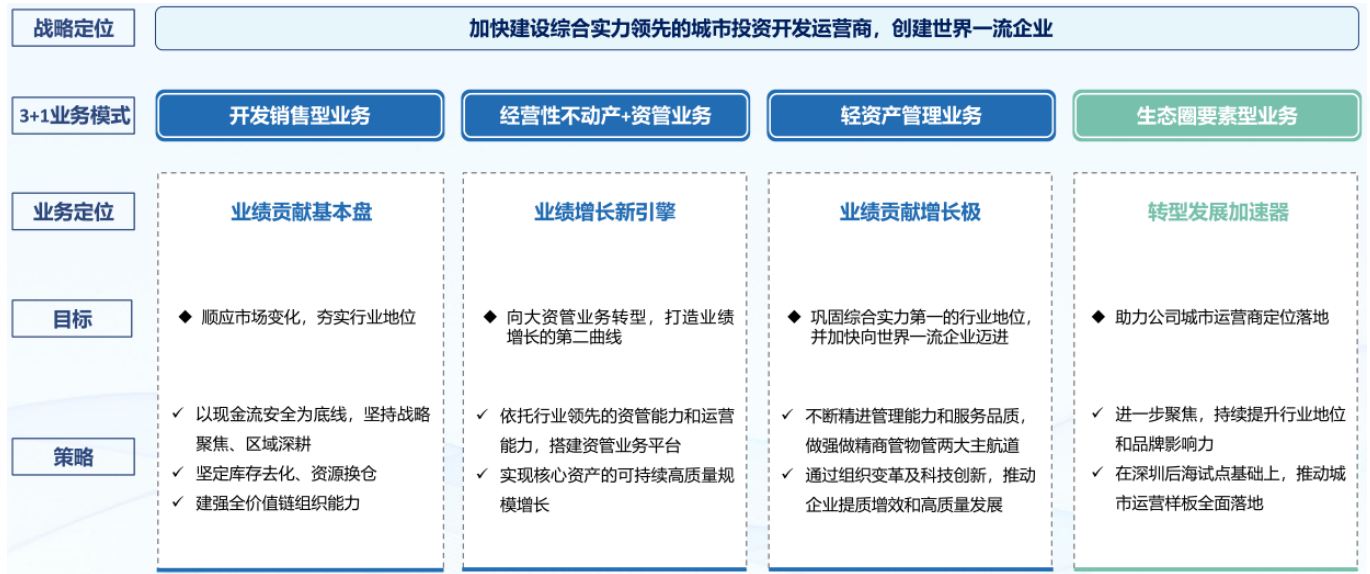 战略定位
加快建设综合实力领先的城市投资开发运营商，创建世界一流企业
3+1业务模式
开发销售型业务
经营性不动产+资管业务
轻资产管理业务
生态圈要素型业务
业务定位
业绩贡献基本盘
业绩增长新引擎
业绩贡献增长极
转型发展加速器
目标
◆ 顺应市场变化，夯实行业地位
◆ 向大资管业务转型，打造业绩
增长的第二曲线
◆ 巩固综合实力第一的行业地位，
并加快向世界一流企业迈进
◆ 助力公司城市运营商定位落地
策略
✓ 以现金流安全为底线，坚持战略
聚焦、区域深耕
✓ 坚定库存去化、资源换仓
✓ 建强全价值链组织能力
✓ 依托行业领先的资管能力和运营
能力，搭建资管业务平台
✓ 实现核心资产的可持续高质量规
模增长
✓ 不断精进管理能力和服务品质，
做强做精商管物管两大主航道
✓ 通过组织变革及科技创新，推动
企业提质增效和高质量发展
✓ 进一步聚焦，持续提升行业地位
和品牌影响力
✓ 在深圳后海试点基础上，推动城
市运营样板全面落地